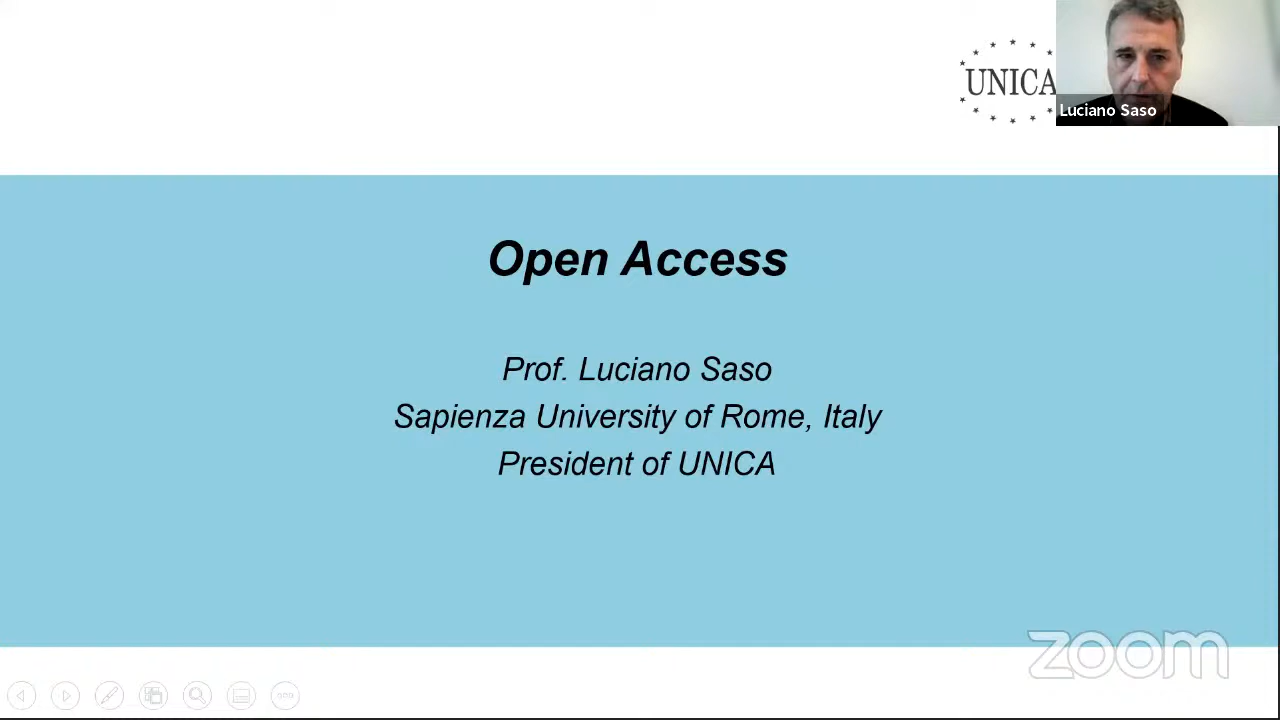 UNICA
Luciano Saso
Open Access
Prof. Luciano Saso
Sapienza University of Rome, Italy
President of UNICA
zoom